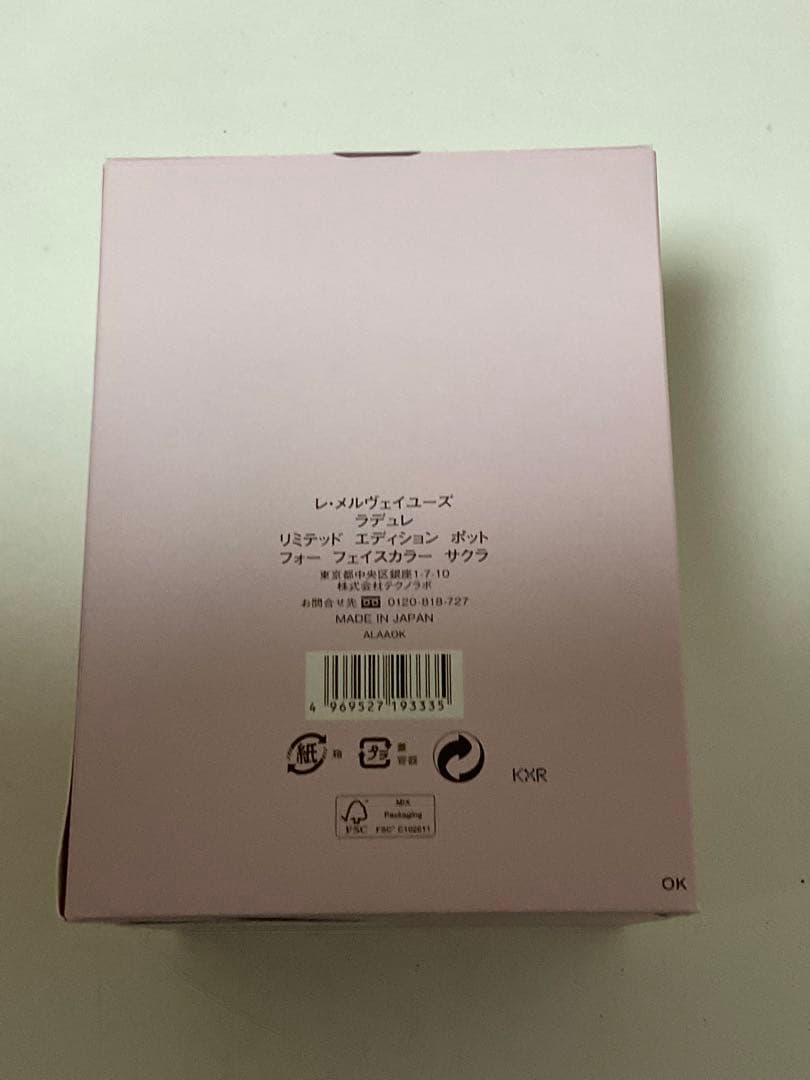 レ・メルヴェイユーズ
ラデュレ
リミテッド エディション ポット
フォー フェイスカラー サクラ
東京都中央区銀座1-7-10
株式会社テクノラボ
お問合せ先 0120-818-727
MADE IN JAPAN
ALAAOK
4 969527 193335
紙 箱
プラ 蓋 容器
KXR
MIX
Packaging
FSC FSC™ C102611
OK